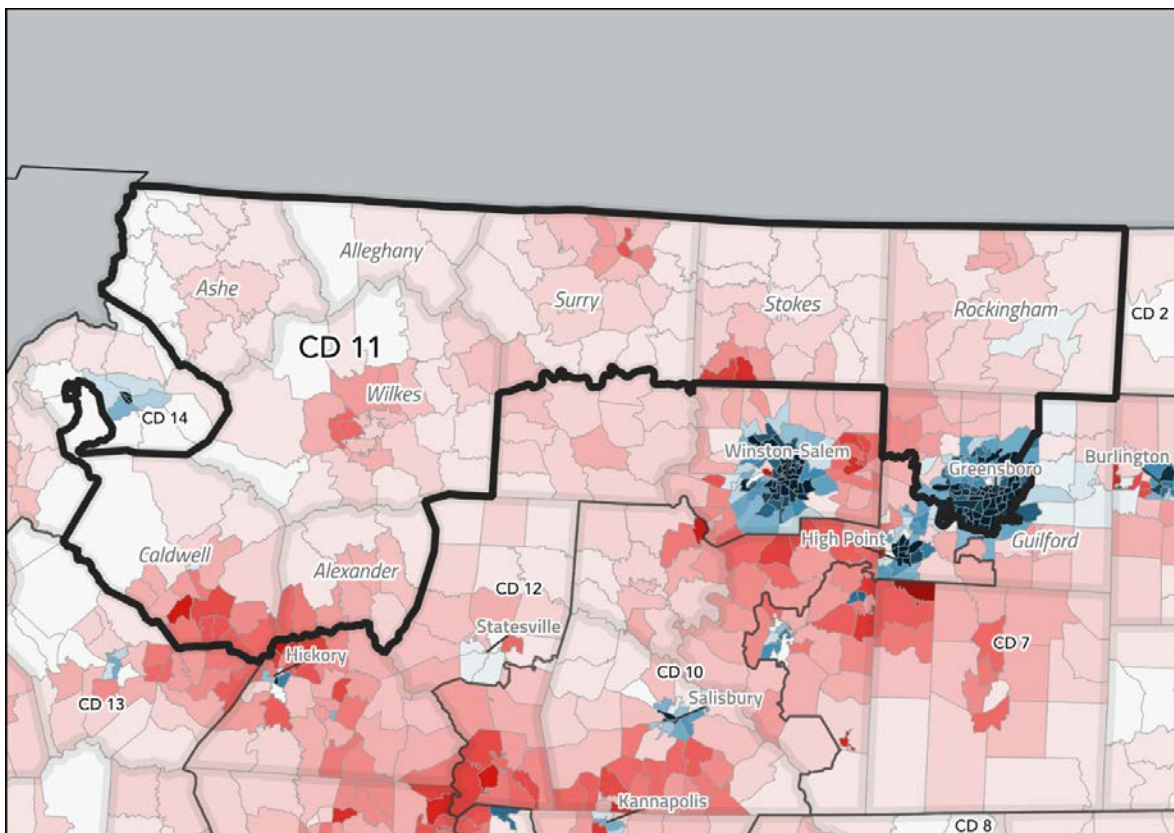 Alleghany
Ashe
Surry
Stokes
Rockingham
CD 2
CD 11
Wilkes
CD 14
Winston-Salem
Greensboro
Burlington
High Point
Guilford
Caldwell
Alexander
CD 12
Statesville
Hickory
CD 7
CD 10
CD 13
Salisbury
Kannapolis
CD 8